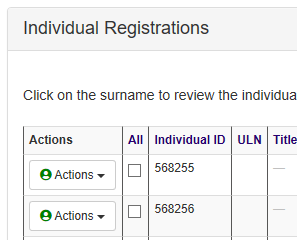 Individual Registrations
Click on the surname to review the individua
Actions All Individual ID ULN Title
Actions 568255 —
Actions 568256 —